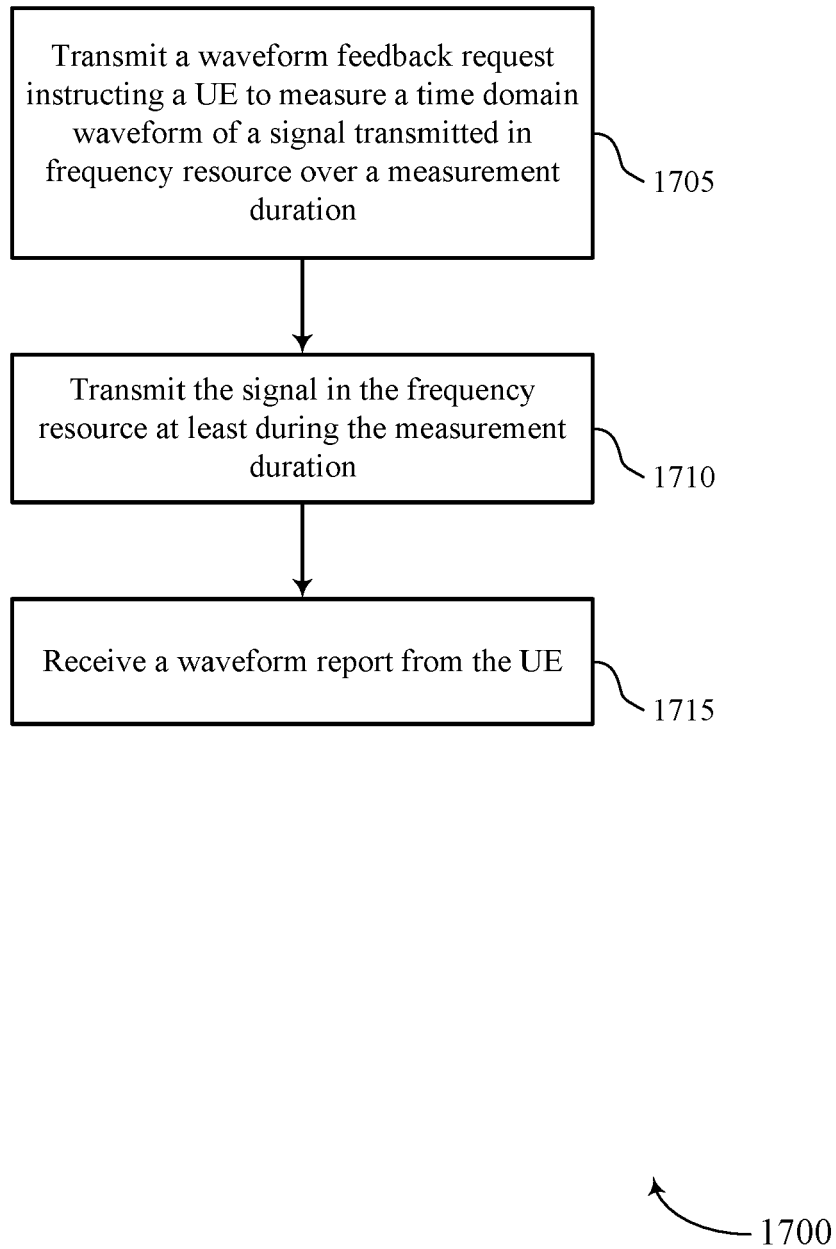 Transmit a waveform feedback request
instructing a UE to measure a time domain
waveform of a signal transmitted in
frequency resource over a measurement
duration
1705
Transmit the signal in the frequency
resource at least during the measurement
duration
1710
Receive a waveform report from the UE
1715
1700